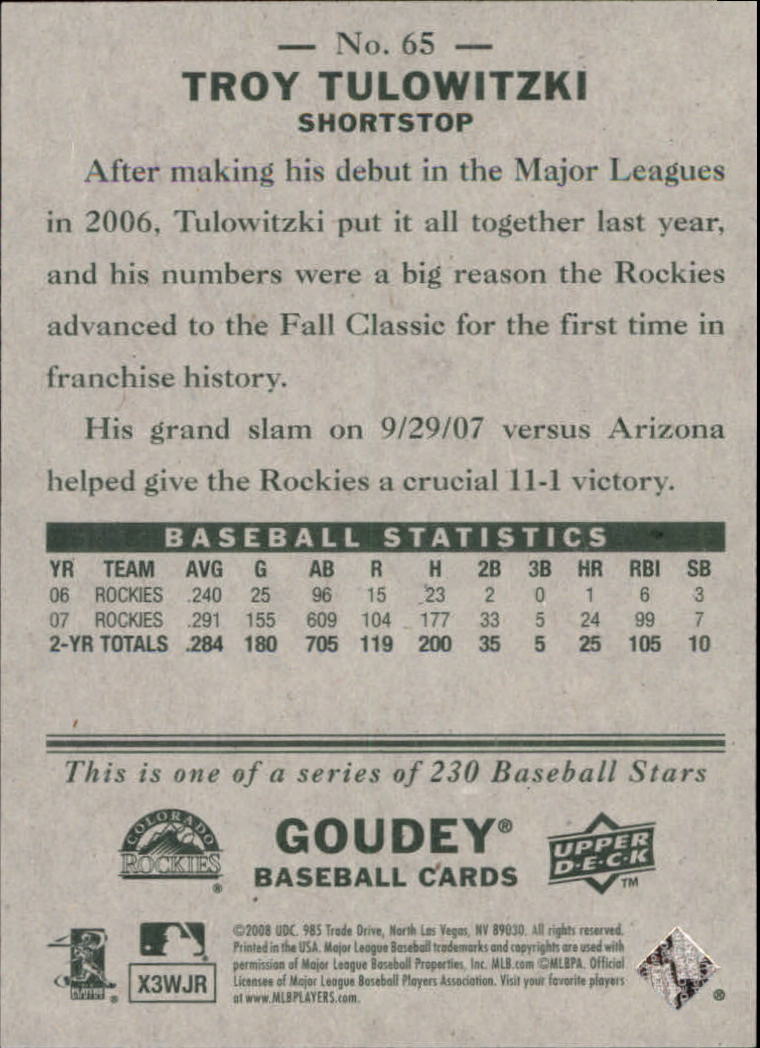 — No. 65 —
TROY TULOWITZKI
SHORTSTOP
After making his debut in the Major Leagues
in 2006, Tulowitzki put it all together last year,
and his numbers were a big reason the Rockies
advanced to the Fall Classic for the first time in
franchise history.
His grand slam on 9/29/07 versus Arizona
helped give the Rockies a crucial 11-1 victory.
BASEBALL STATISTICS
YR TEAM AVG G AB R H 2B 3B HR RBI SB
06 ROCKIES .240 25 96 15 23 2 0 1 6 3
07 ROCKIES .291 155 609 104 177 33 5 24 99 7
2-YR TOTALS .284 180 705 119 200 35 5 25 105 10
This is one of a series of 230 Baseball Stars
COLORADO
ROCKIES
®
GOUDEY®
BASEBALL CARDS
UPPER
D·E·C·K
™
X3WJR
©2008 UDC. 985 Trade Drive, North Las Vegas, NV 89030. All rights reserved.
Printed in the USA. Major League Baseball trademarks and copyrights are used with
permission of Major League Baseball Properties, Inc. MLB.com ©MLBPA. Official
Licensee of Major League Baseball Players Association. Visit your favorite players
at www.MLBPLAYERS.com.
®